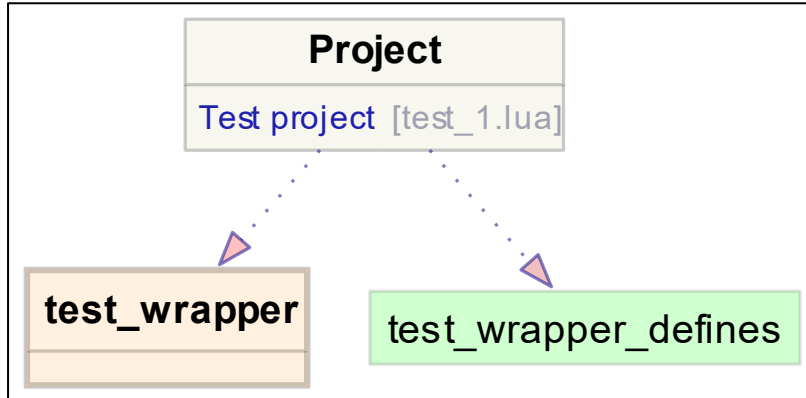 Project
Test project [test_1.lua]
test_wrapper
test_wrapper_defines